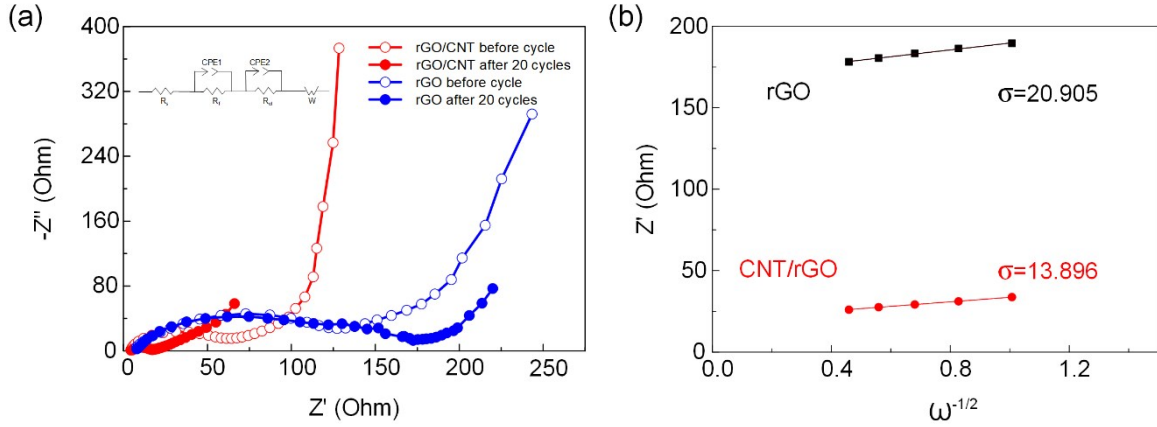 (a)
400
320
240
160
80
0
-Z'' (Ohm)
0
50
100
150
200
250
Z' (Ohm)
rGO/CNT before cycle
rGO/CNT after 20 cycles
rGO before cycle
rGO after 20 cycles
CPE1
CPE2
W
(b)
200
150
100
50
0
Z' (Ohm)
0.0
0.4
0.8
1.2
ω-1/2
rGO
σ=20.905
CNT/rGO
σ=13.896